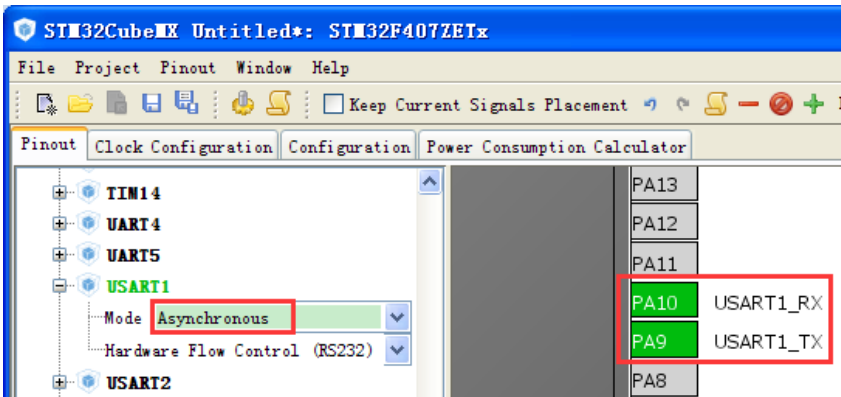 STM32CubeMX Untitled*: STM32F407ZETx
File Project Pinout Window Help
Keep Current Signals Placement
Pinout Clock Configuration Configuration Power Consumption Calculator
TIM14
UART4
UART5
USART1
Mode Asynchronous
Hardware Flow Control (RS232)
USART2
PA13
PA12
PA11
PA10 USART1_RX
PA9 USART1_TX
PA8